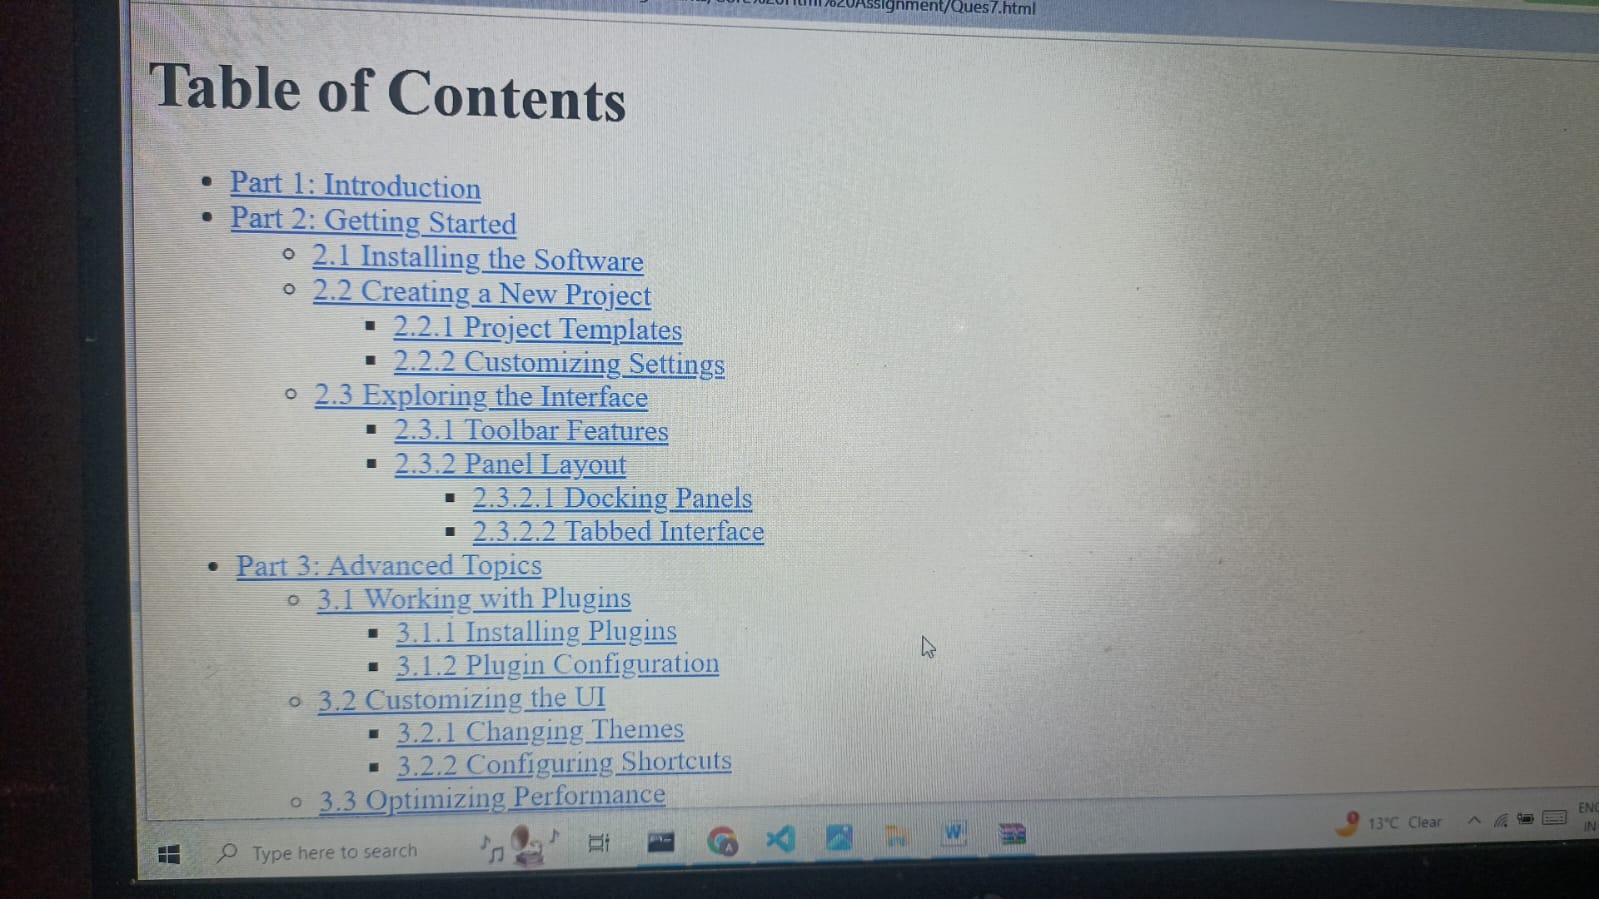 Assignment/Ques7.html
Table of Contents
Part 1: Introduction
Part 2: Getting Started
2.1 Installing the Software
2.2 Creating a New Project
2.2.1 Project Templates
2.2.2 Customizing Settings
2.3 Exploring the Interface
2.3.1 Toolbar Features
2.3.2 Panel Layout
2.3.2.1 Docking Panels
2.3.2.2 Tabbed Interface
Part 3: Advanced Topics
3.1 Working with Plugins
3.1.1 Installing Plugins
3.1.2 Plugin Configuration
3.2 Customizing the UI
3.2.1 Changing Themes
3.2.2 Configuring Shortcuts
3.3 Optimizing Performance
Type here to search
13°C Clear
ENG
IN